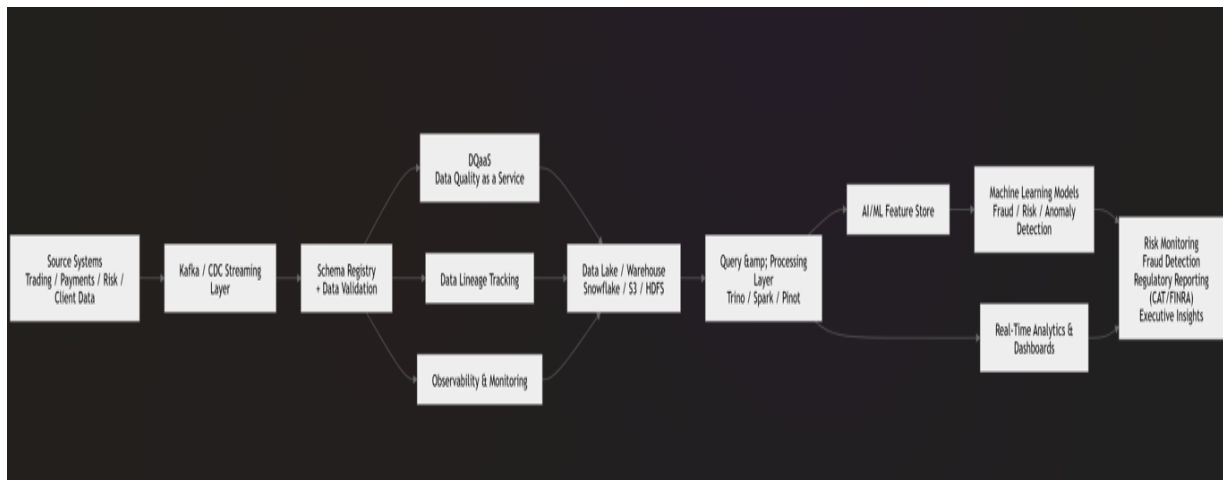 Source Systems
Trading / Payments / Risk /
Client Data
Kafka / CDC Streaming
Layer
Schema Registry
+ Data Validation
DQaaS
Data Quality as a Service
Data Lineage Tracking
Observability & Monitoring
Data Lake / Warehouse
Snowflake / S3 / HDFS
Query &amp; Processing
Layer
Trino / Spark / Pinot
AI/ML Feature Store
Machine Learning Models
Fraud / Risk / Anomaly
Detection
Real-Time Analytics &
Dashboards
Risk Monitoring
Fraud Detection
Regulatory Reporting
(CAT/FINRA)
Executive Insights